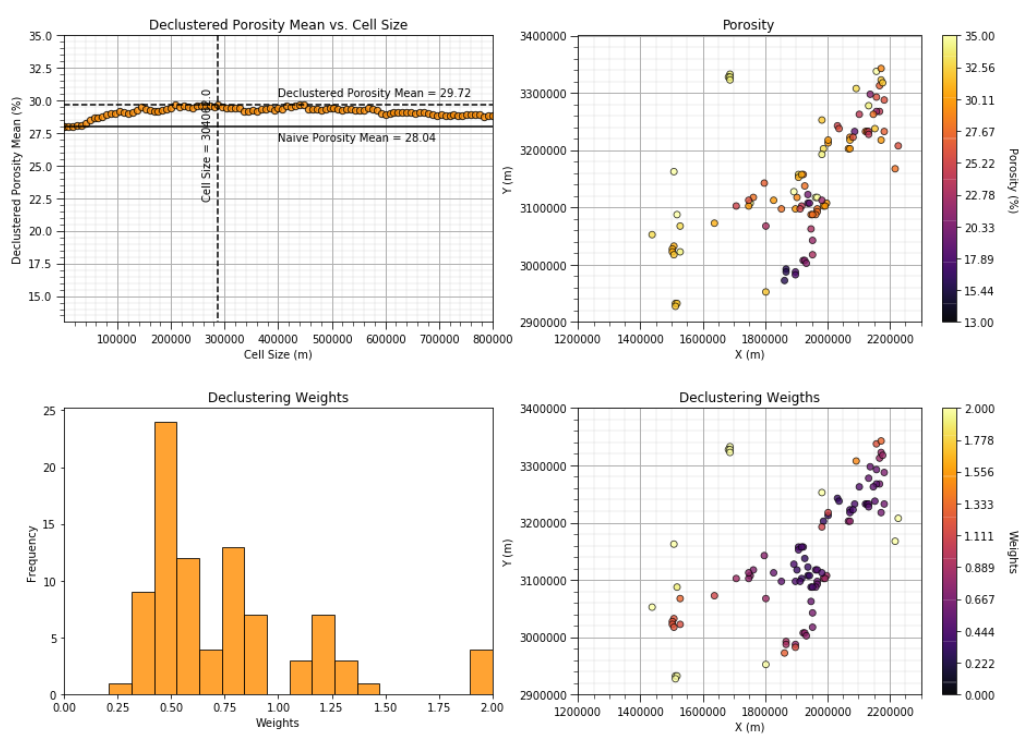 Declustered Porosity Mean vs. Cell Size
35.0
32.5
30.0
27.5
25.0
22.5
20.0
17.5
15.0
Declustered Porosity Mean (%)
Declustered Porosity Mean = 29.72
Naive Porosity Mean = 28.04
100000 200000 300000 400000 500000 600000 700000 800000
Cell Size (m)
Porosity
3400000
3300000
3200000
3100000
3000000
2900000
Y (m)
1200000 1400000 1600000 1800000 2000000 2200000
X (m)
35.00
32.56
30.11
27.67
25.22
22.78
20.33
17.89
15.44
13.00
Porosity (%)
Declustering Weights
25
20
15
10
5
0
Frequency
0.00 0.25 0.50 0.75 1.00 1.25 1.50 1.75 2.00
Weights
Declustering Weigths
3400000
3300000
3200000
3100000
3000000
2900000
Y (m)
1200000 1400000 1600000 1800000 2000000 2200000
X (m)
2.000
1.778
1.556
1.333
1.111
0.889
0.667
0.444
0.222
0.000
Weights